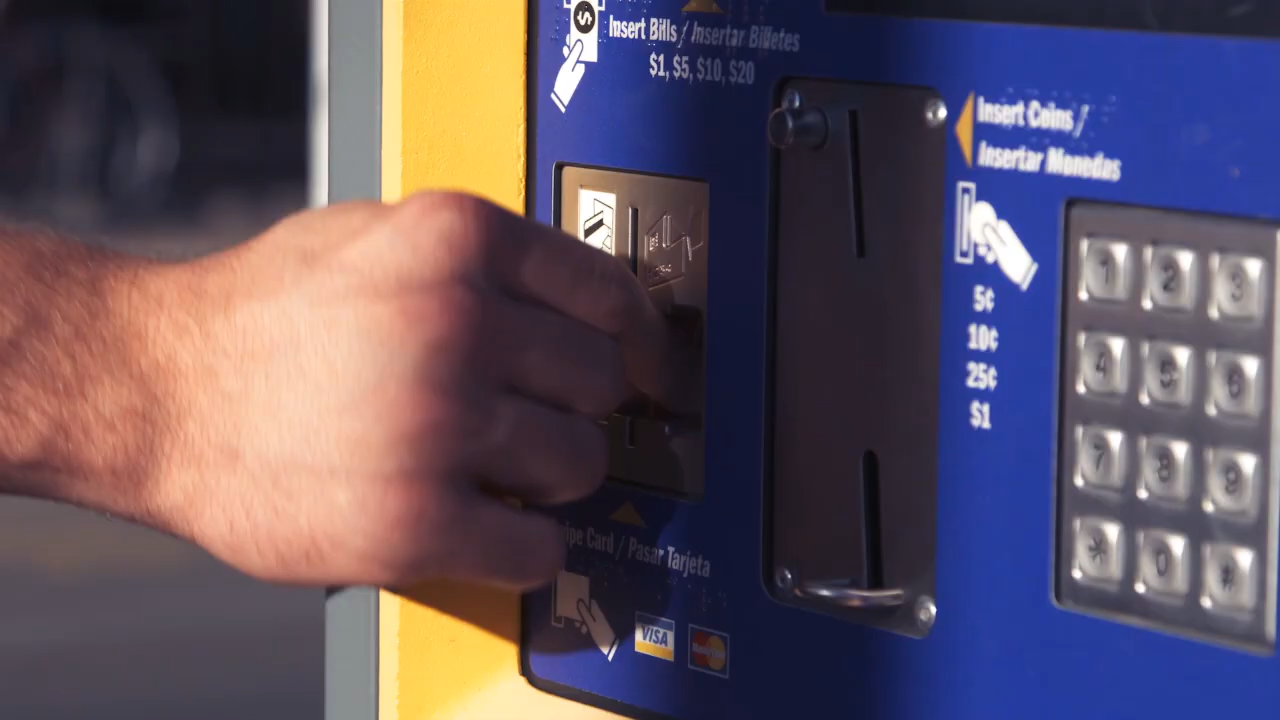 Insert Bills / Insertar Billetes
$1, $5, $10, $20
Insert Coins /
Insertar Monedas
5¢
10¢
25¢
$1
1 2 3
4 5 6
7 8 9
* 0 #
Card / Pasar Tarjeta
VISA
MasterCard